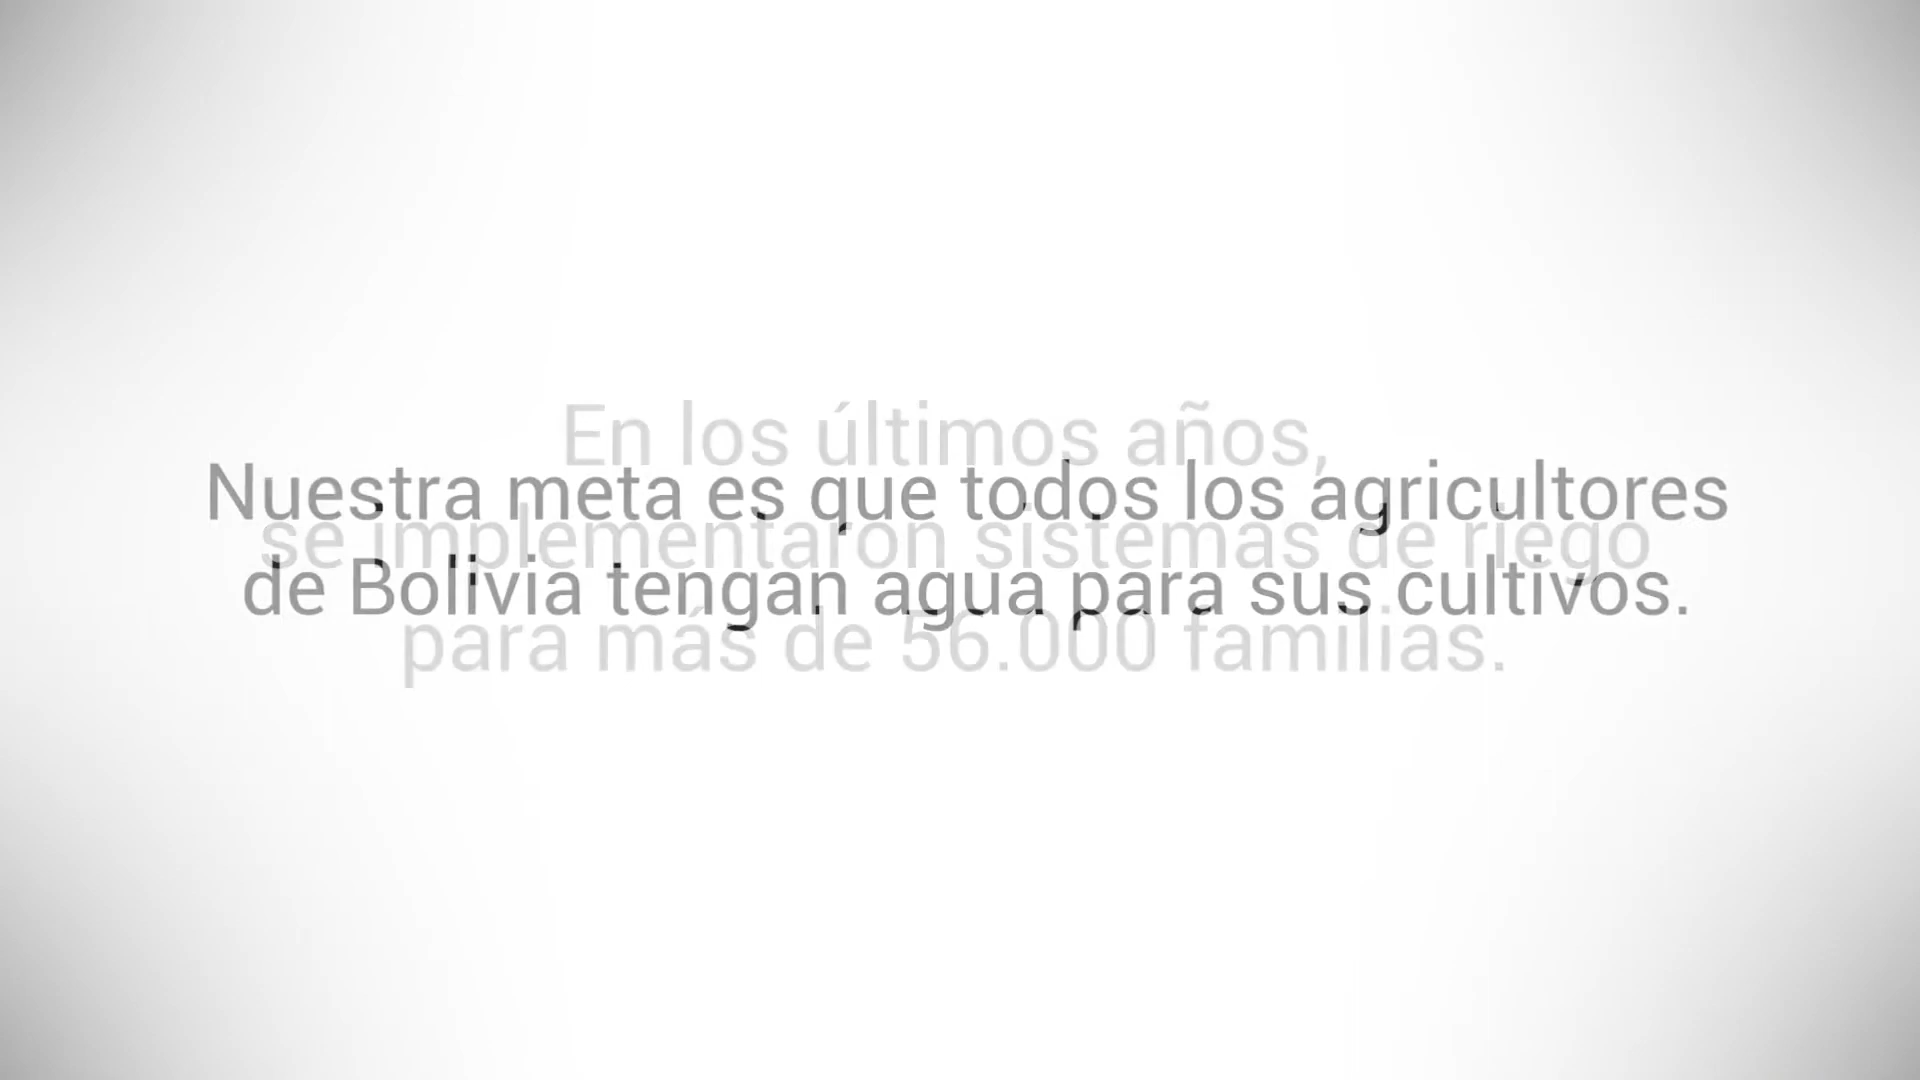 En los últimos años,
se implementaron sistemas de riego
para más de 56.000 familias.
Nuestra meta es que todos los agricultores
de Bolivia tengan agua para sus cultivos.